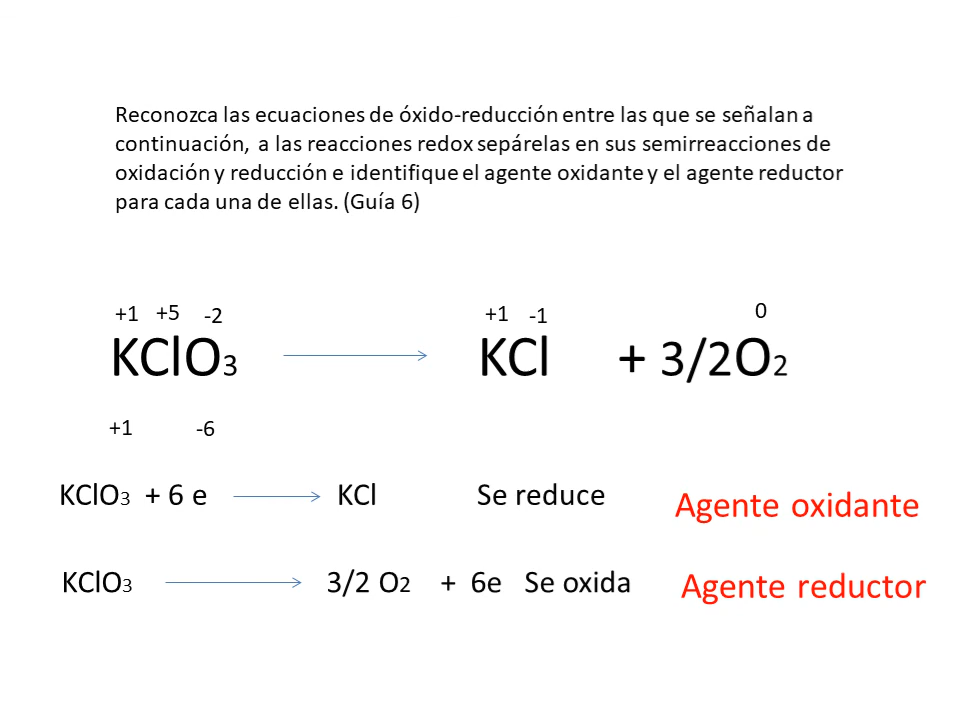 Reconozca las ecuaciones de óxido-reducción entre las que se señalan a
continuación, a las reacciones redox sepárelas en sus semirreacciones de
oxidación y reducción e identifique el agente oxidante y el agente reductor
para cada una de ellas. (Guía 6)
+1 +5 -2 +1 -1 0
KClO3 KCl + 3/2O2
+1 -6
KClO3 + 6 e KCl Se reduce Agente oxidante
KClO3 3/2 O2 + 6e Se oxida Agente reductor